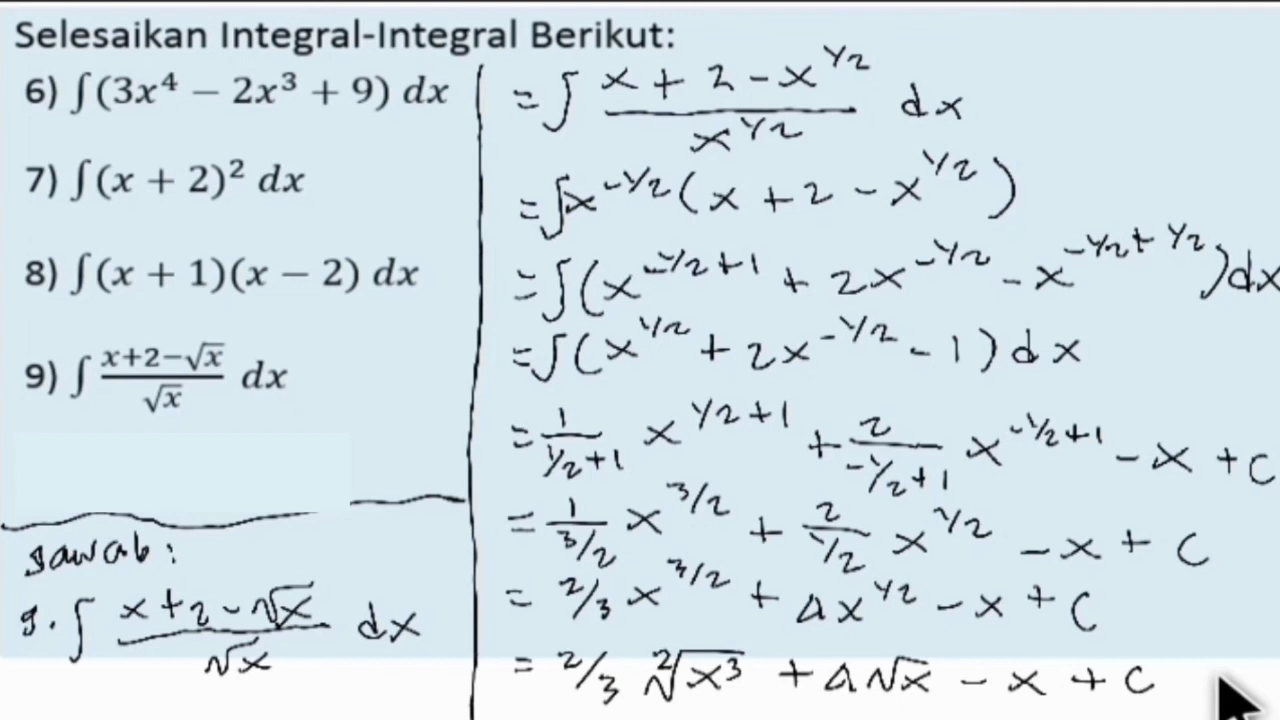 Selesaikan Integral-Integral Berikut:
6) ∫(3x⁴ − 2x³ + 9) dx
7) ∫(x + 2)² dx
8) ∫(x + 1)(x − 2) dx
9) ∫ (x+2−√x)/√x dx
Jawab:
9. ∫ (x+2-√x)/√x dx
= ∫ (x + 2 - x^(1/2))/x^(1/2) dx
= ∫x^(-1/2) (x + 2 - x^(1/2))
= ∫(x^(-1/2+1) + 2x^(-1/2) - x^(-1/2+1/2))dx
= ∫(x^(1/2) + 2x^(-1/2) - 1) dx
= 1/(1/2+1) x^(1/2+1) + 2/(-1/2+1) x^(-1/2+1) - x + C
= 1/(3/2) x^(3/2) + 2/(1/2) x^(1/2) - x + C
= 2/3 x^(3/2) + 4x^(1/2) - x + C
= 2/3 ²√x³ + 4√x - x + C